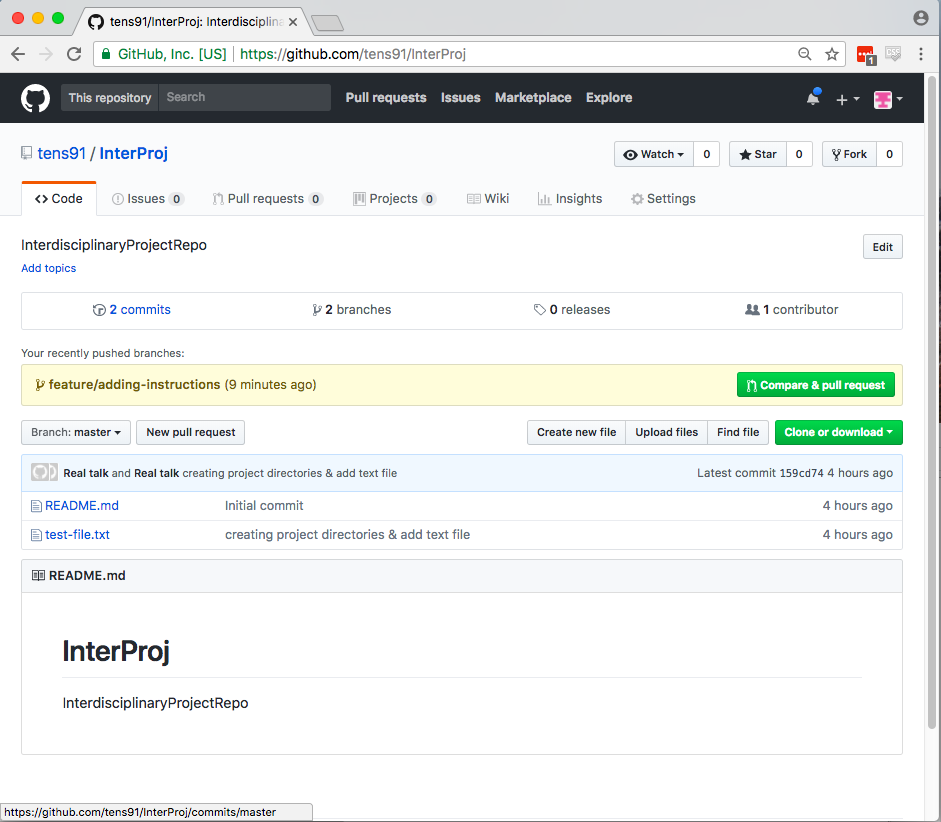 tens91/InterProj: Interdisciplina
GitHub, Inc. [US] https://github.com/tens91/InterProj
1
This repository Search Pull requests Issues Marketplace Explore
tens91 / InterProj Watch 0 Star 0 Fork 0
Code Issues 0 Pull requests 0 Projects 0 Wiki Insights Settings
InterdisciplinaryProjectRepo Edit
Add topics
2 commits 2 branches 0 releases 1 contributor
Your recently pushed branches:
feature/adding-instructions (9 minutes ago) Compare & pull request
Branch: master New pull request Create new file Upload files Find file Clone or download
Real talk and Real talk creating project directories & add text file Latest commit 159cd74 4 hours ago
README.md Initial commit 4 hours ago
test-file.txt creating project directories & add text file 4 hours ago
README.md
InterProj
InterdisciplinaryProjectRepo
https://github.com/tens91/InterProj/commits/master